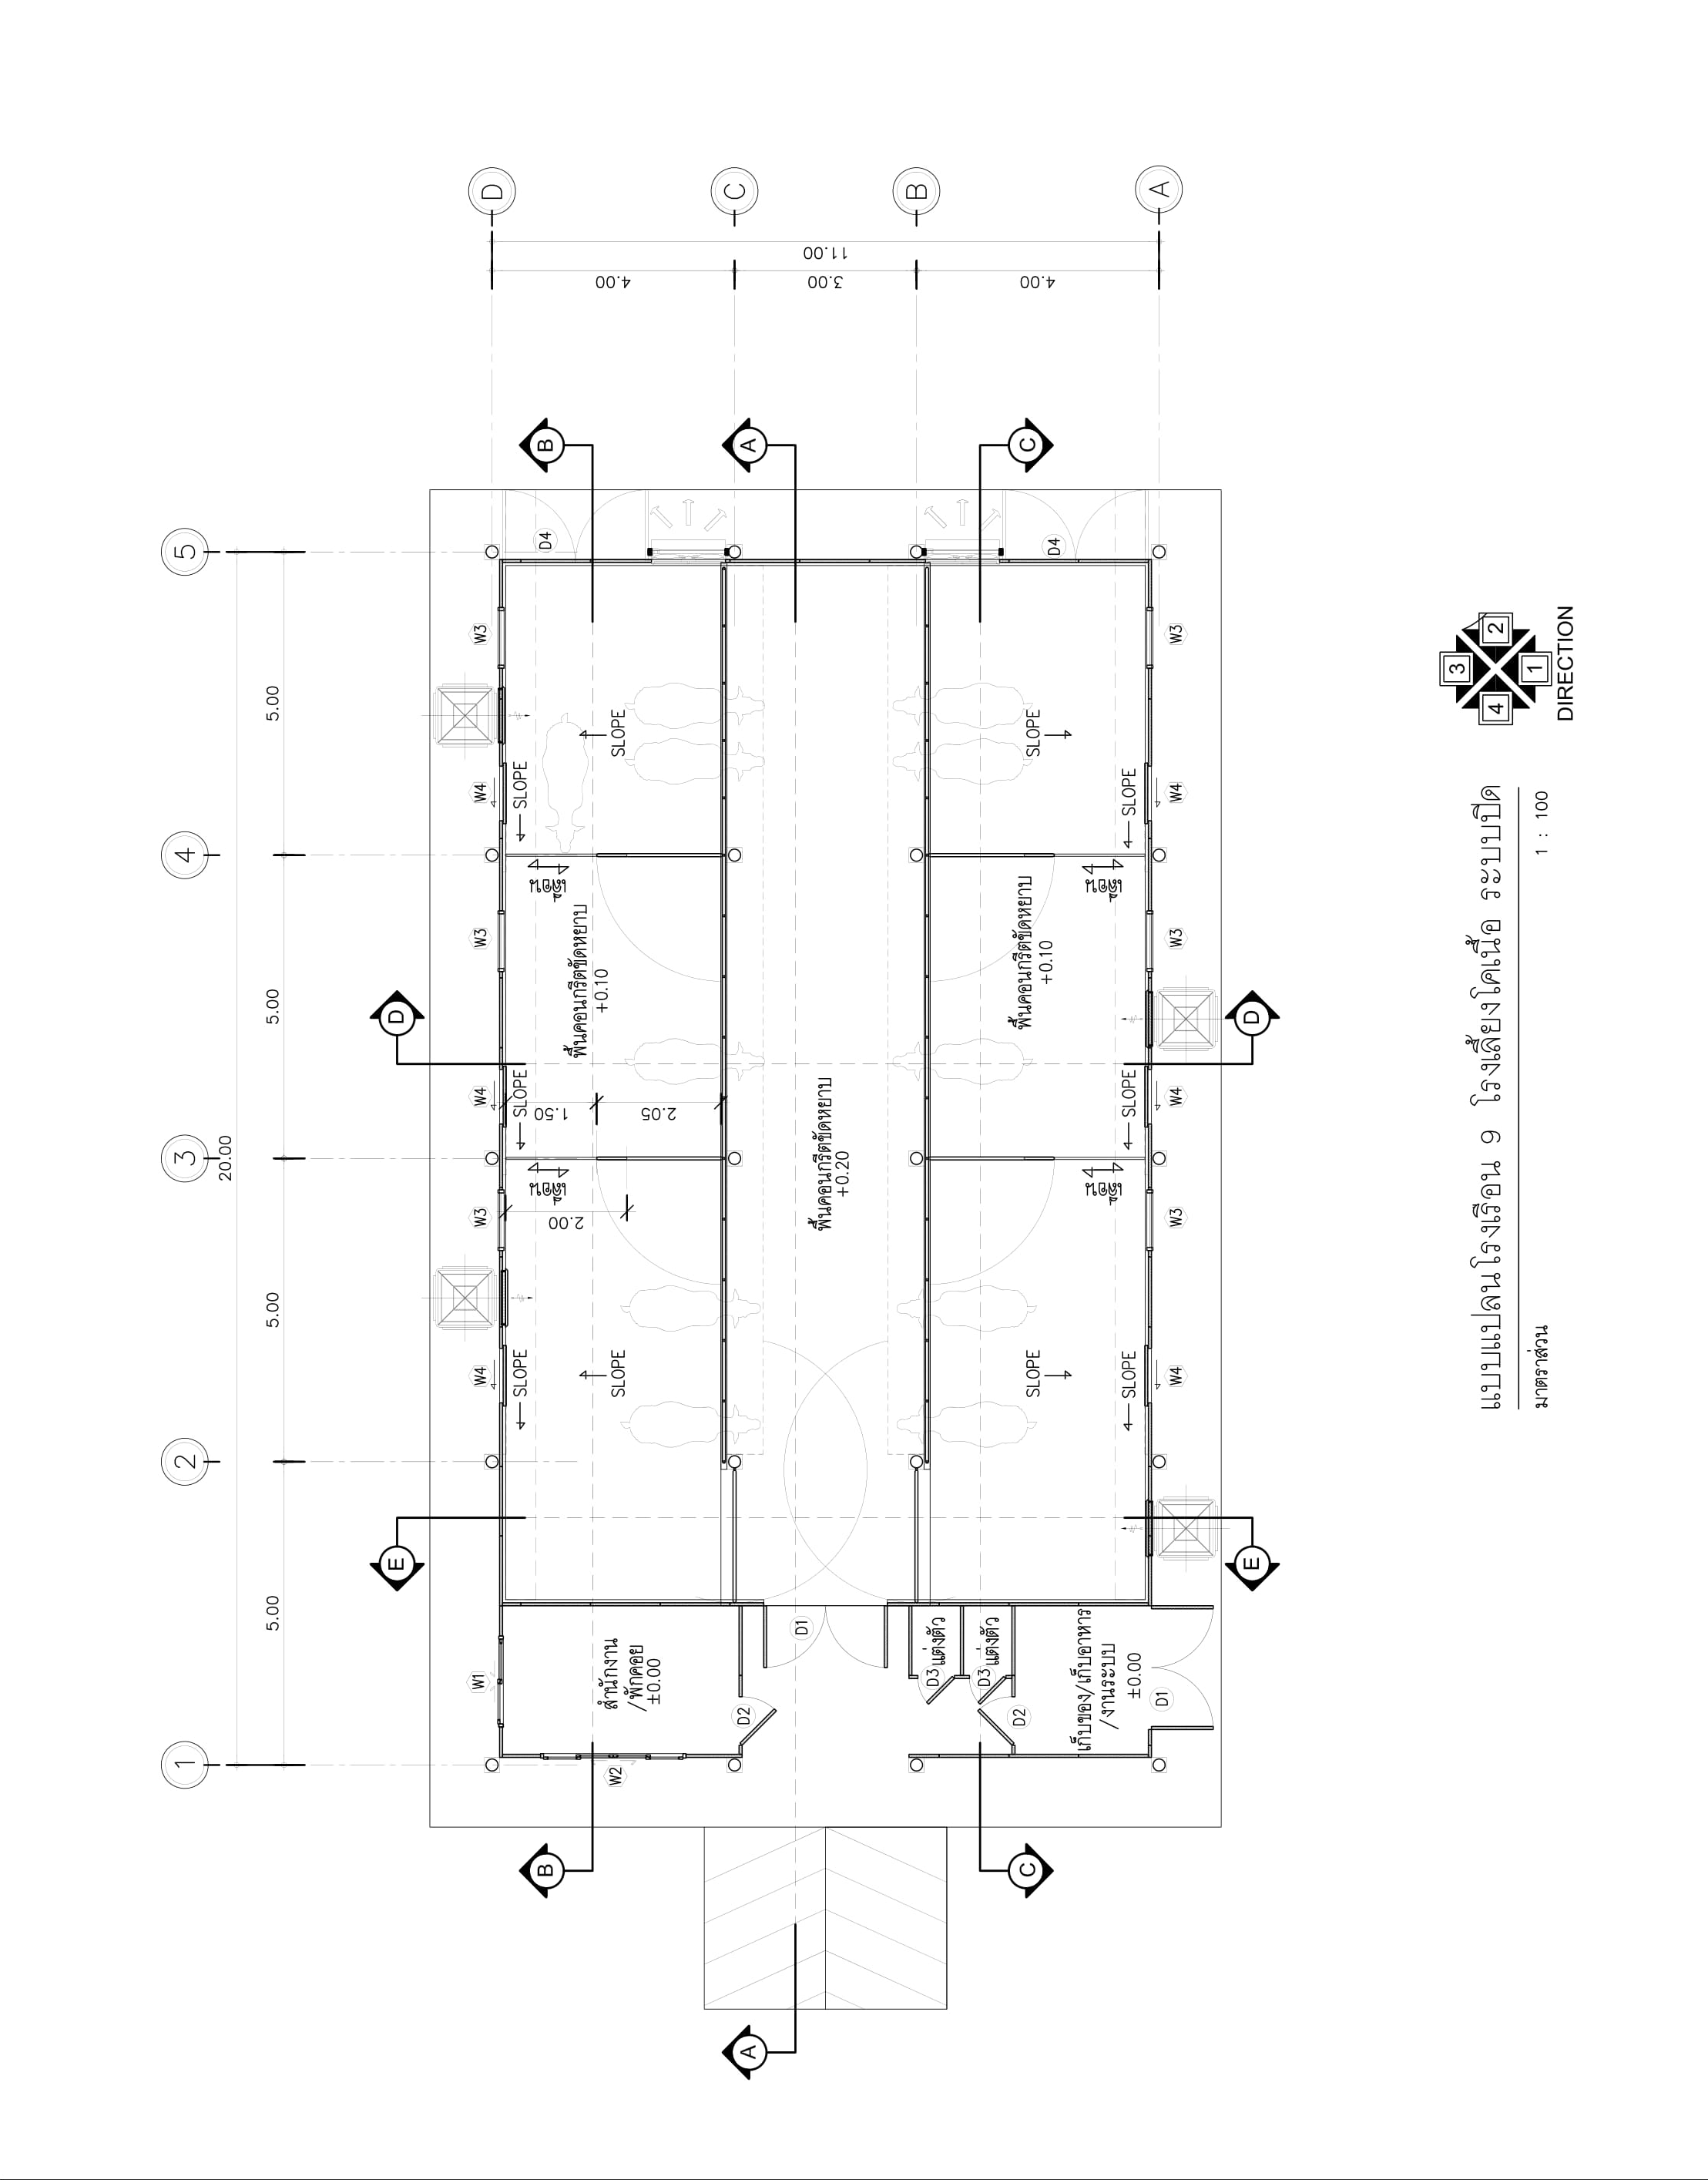 1 2 3 4 5
20.00
5.00 5.00 5.00 5.00
E D
W1 W4 W3 W4 W3 W4 W3
D
SLOPE SLOPE SLOPE
B D4 B
เลื่อน เลื่อน
2.00 1.50
พื้นคอนกรีตขัดหยาบ
+0.10
สำนักงาน
/พักคอย
±0.00
W2
SLOPE SLOPE
4.00
2.05
C
A D2 A
D1
พื้นคอนกรีตขัดหยาบ
+0.20
3.00
11.00
B
D3 แต่งตัว
D3 แต่งตัว
D2
C C
SLOPE SLOPE
พื้นคอนกรีตขัดหยาบ
+0.10
D4
4.00
เก็บของ/เก็บอาหาร
/งานระบบ
±0.00
เลื่อน เลื่อน
SLOPE SLOPE SLOPE
D1
A
W4 W3 W4 W3 W4 W3
E D
แบบแปลนโรงเรือน 9 โรงเลี้ยงโคเนื้อ ระบบปิด
มาตราส่วน 1 : 100
3
4 2
1
DIRECTION